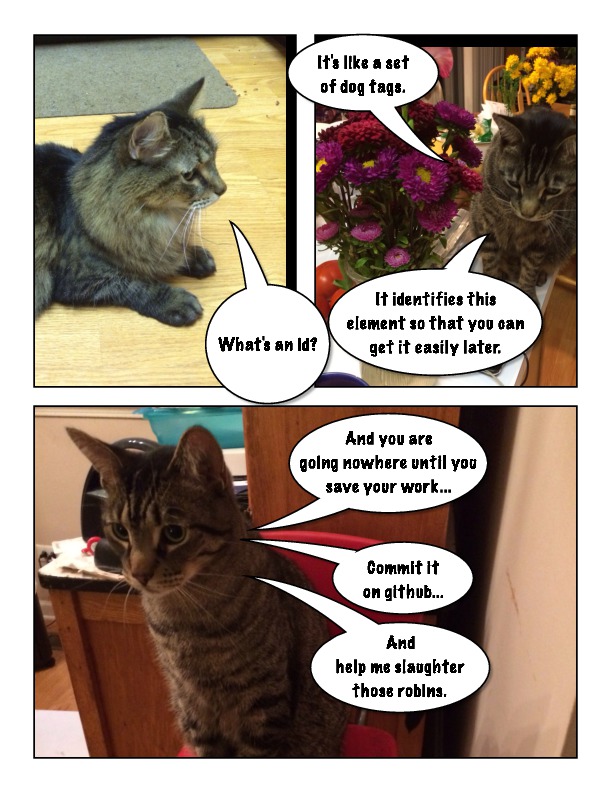 What's an Id?
It's like a set
of dog tags.
It identifies this
element so that you can
get it easily later.
And you are
going nowhere until you
save your work...
Commit it
on github...
And
help me slaughter
those robins.